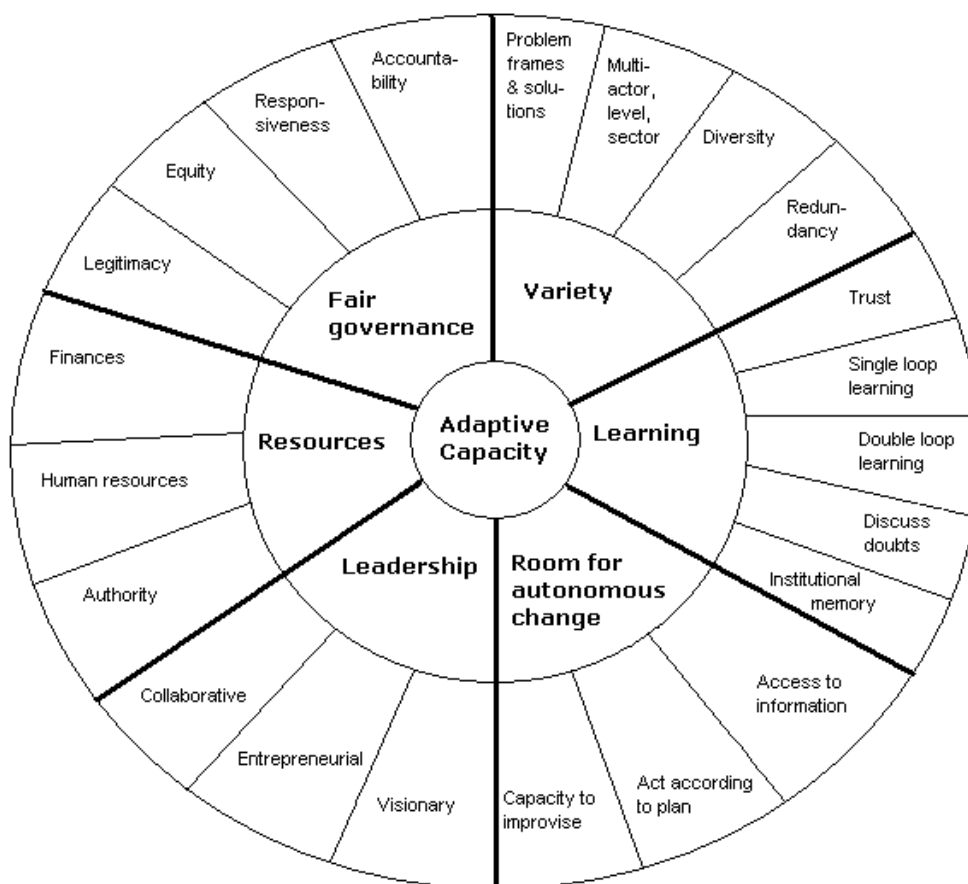 Accounta-
bility
Problem
frames
& solu-
tions
Multi-
actor,
level,
sector
Diversity
Redun-
dancy
Respon-
siveness
Equity
Legitimacy
Fair
governance
Variety
Trust
Single loop
learning
Double loop
learning
Discuss
doubts
Institutional
memory
Learning
Adaptive
Capacity
Resources
Finances
Human resources
Authority
Leadership
Room for
autonomous
change
Collaborative
Entrepreneurial
Visionary
Capacity to
improvise
Act according
to plan
Access to
information